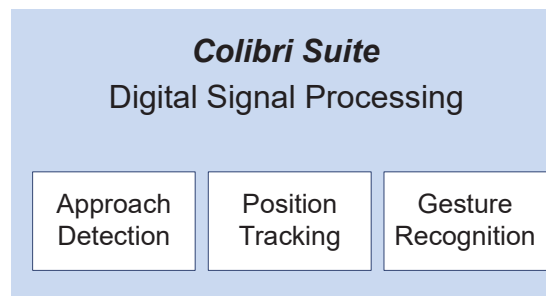 Colibri Suite
Digital Signal Processing
Approach
Detection
Position
Tracking
Gesture
Recognition